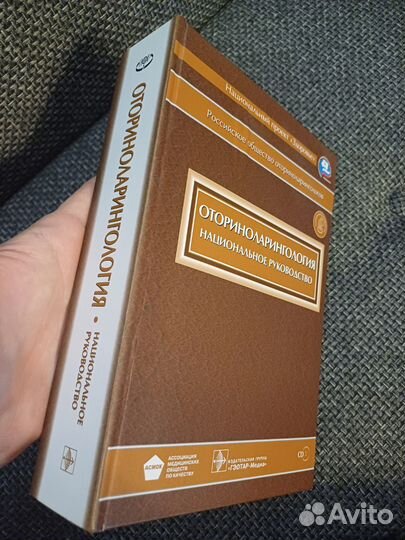 Национальный проект «Здоровье»
Российское общество оториноларингологов
ОТОРИНОЛАРИНГОЛОГИЯ
НАЦИОНАЛЬНОЕ РУКОВОДСТВО
ОТОРИНОЛАРИНГОЛОГИЯ • НАЦИОНАЛЬНОЕ
РУКОВОДСТВО
АСМОК
АССОЦИАЦИЯ
МЕДИЦИНСКИХ
ОБЩЕСТВ
ПО КАЧЕСТВУ
ИЗДАТЕЛЬСКАЯ ГРУППА
«ГЭОТАР-Медиа»
CD
Avito